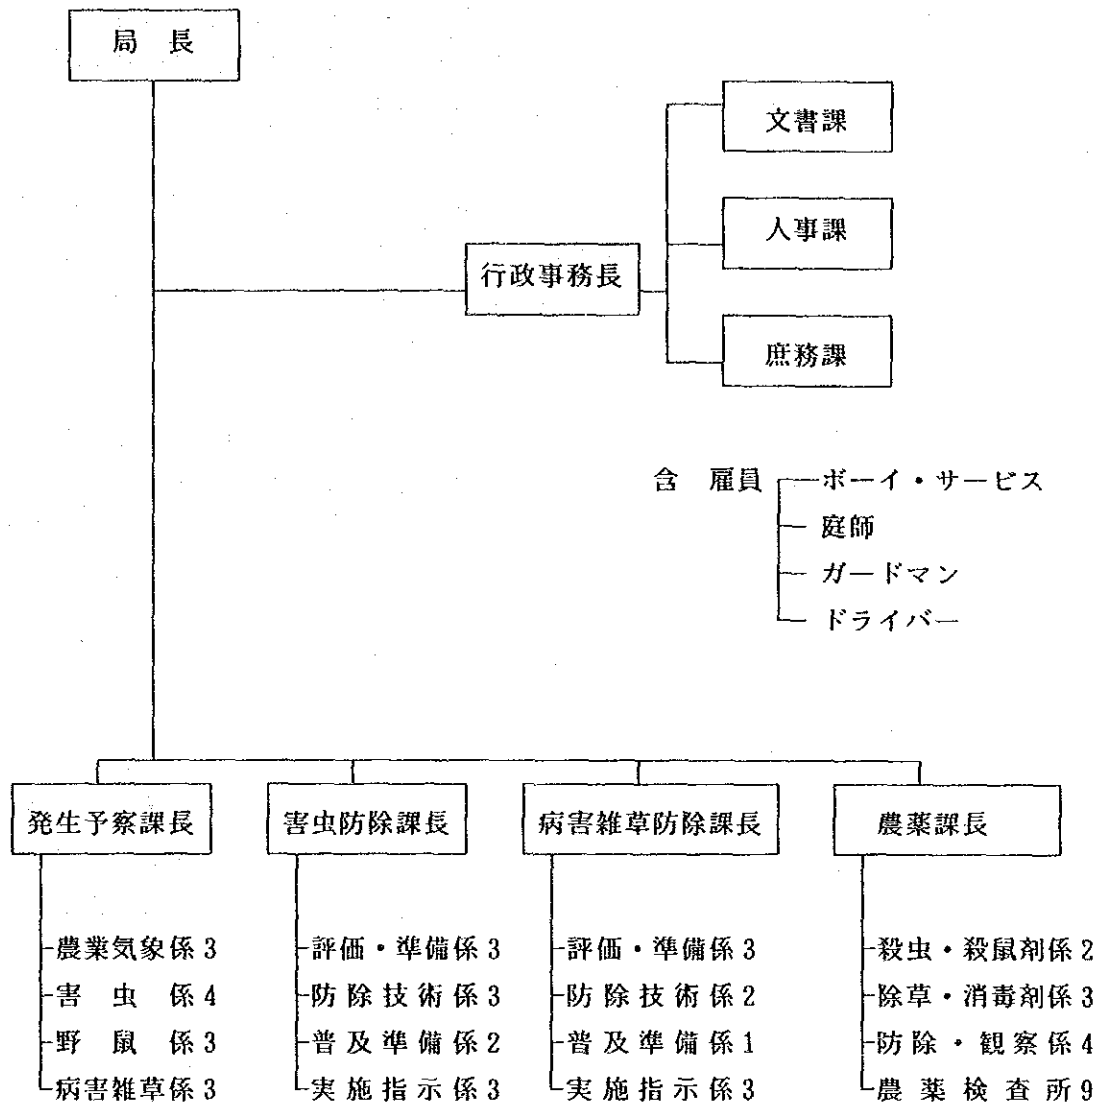 局 長
文書課
人事課
行政事務長
庶務課
含 雇員
ボーイ・サービス
庭師
ガードマン
ドライバー
発生予察課長
農業気象係 3
害虫係 4
野鼠係 3
病害雑草係 3
害虫防除課長
評価・準備係 3
防除技術係 3
普及準備係 2
実施指示係 3
病害雑草防除課長
評価・準備係 3
防除技術係 2
普及準備係 1
実施指示係 3
農薬課長
殺虫・殺鼠剤係 2
除草・消毒剤係 3
防除・観察係 4
農薬検査所 9